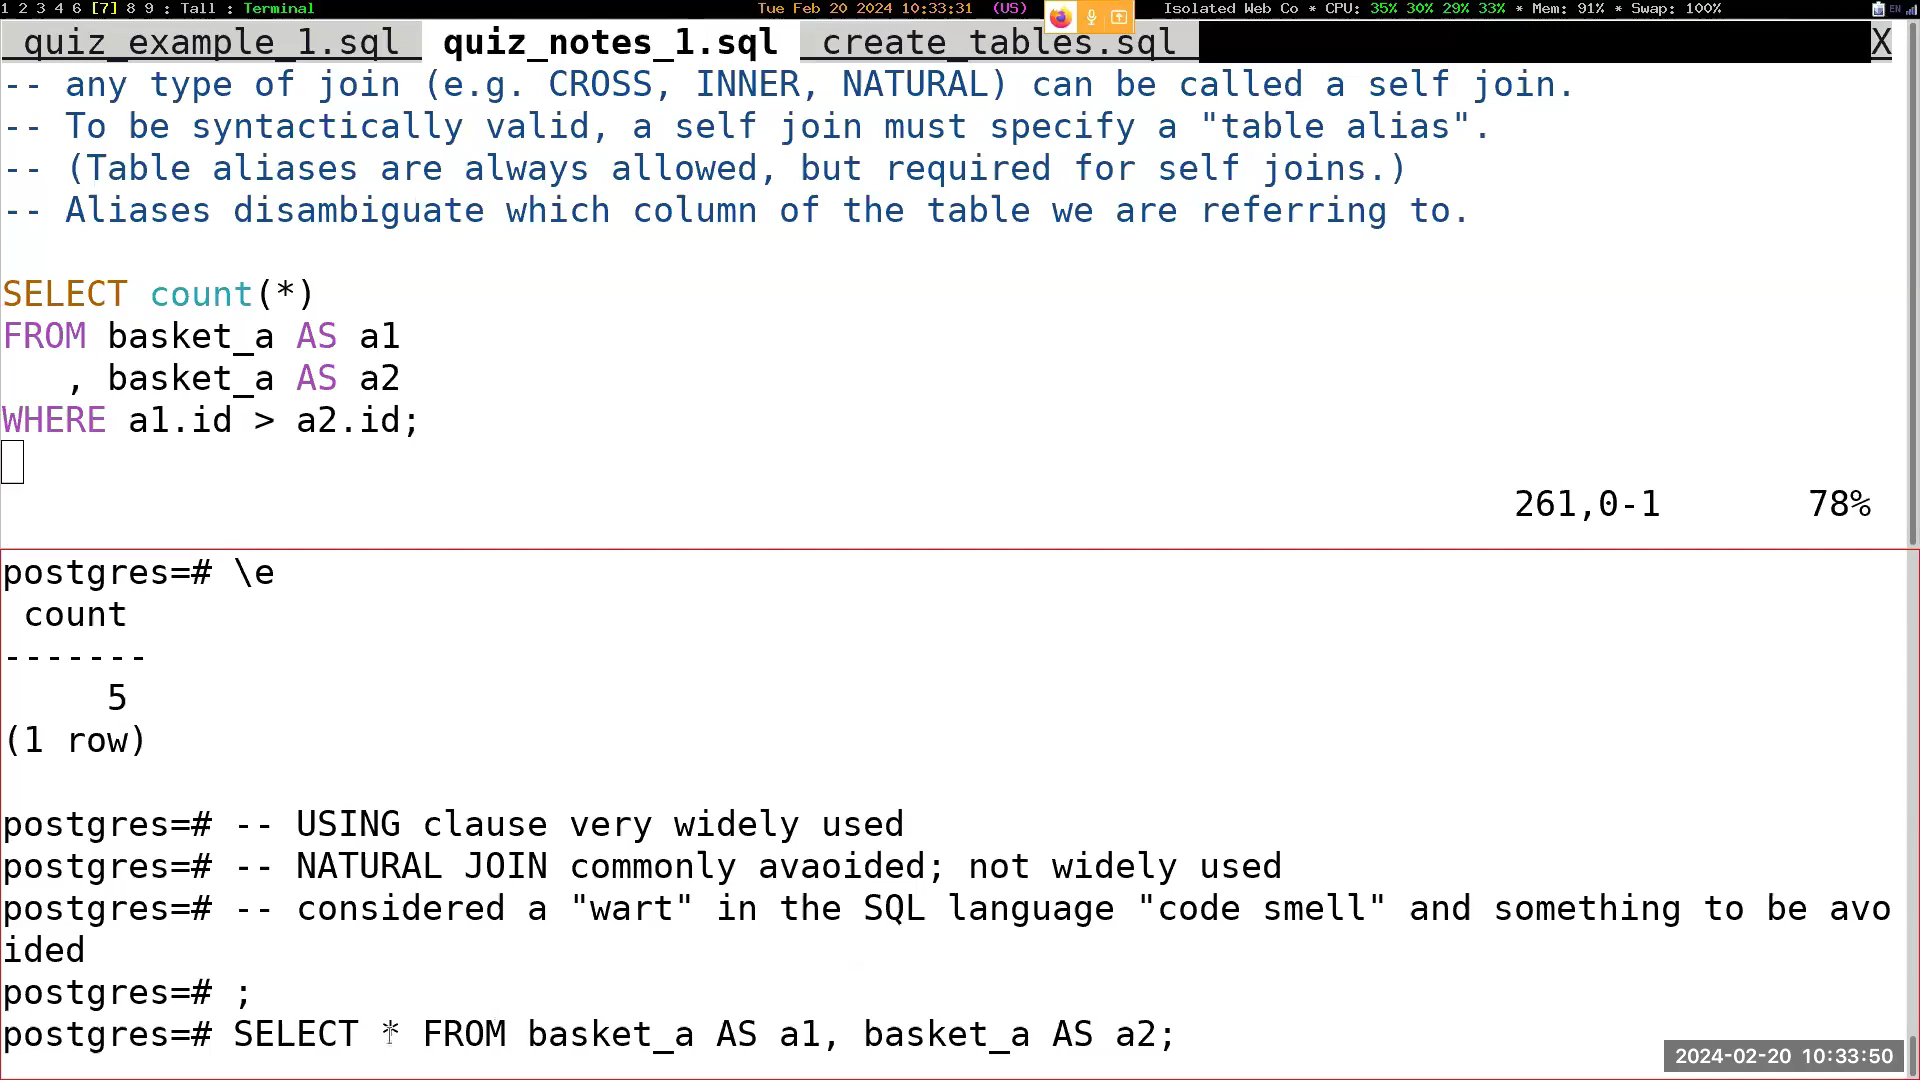 1 2 3 4 6 [7] 8 9 : Tall : Terminal Tue Feb 20 2024 10:33:31 (US) Isolated Web Co * CPU: 35% 30% 29% 33% * Mem: 91% * Swap: 100% EN
quiz_example_1.sql quiz_notes_1.sql create_tables.sql X
-- any type of join (e.g. CROSS, INNER, NATURAL) can be called a self join.
-- To be syntactically valid, a self join must specify a "table alias".
-- (Table aliases are always allowed, but required for self joins.)
-- Aliases disambiguate which column of the table we are referring to.
SELECT count(*)
FROM basket_a AS a1
   , basket_a AS a2
WHERE a1.id > a2.id;
261,0-1 78%
postgres=# \e
 count
-------
     5
(1 row)
postgres=# -- USING clause very widely used
postgres=# -- NATURAL JOIN commonly avaoided; not widely used
postgres=# -- considered a "wart" in the SQL language "code smell" and something to be avo
ided
postgres=# ;
postgres=# SELECT * FROM basket_a AS a1, basket_a AS a2;
2024-02-20 10:33:50